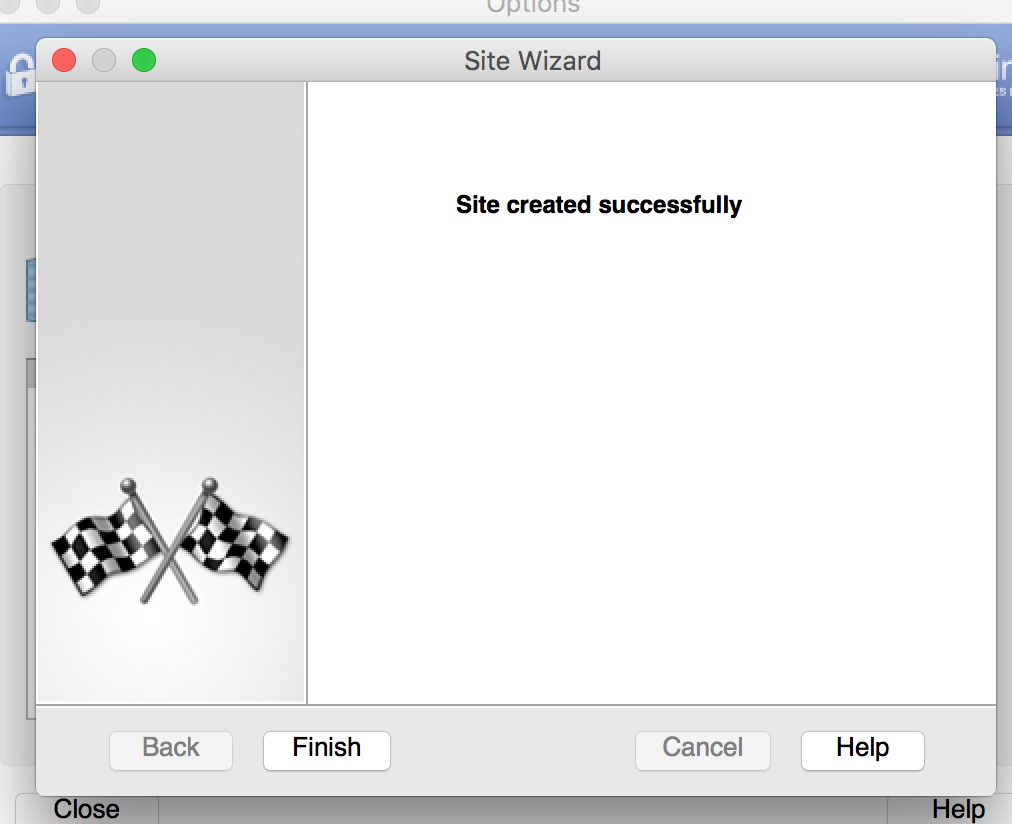 Options
Site Wizard
Site created successfully
Back
Finish
Cancel
Help
Close
Help